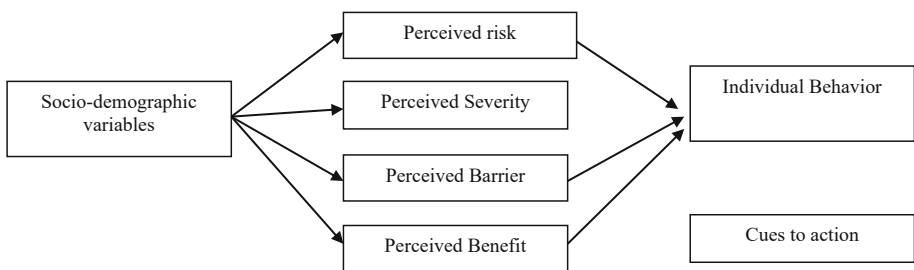 Perceived risk
Socio-demographic
variables
Perceived Severity
Individual Behavior
Perceived Barrier
Perceived Benefit
Cues to action